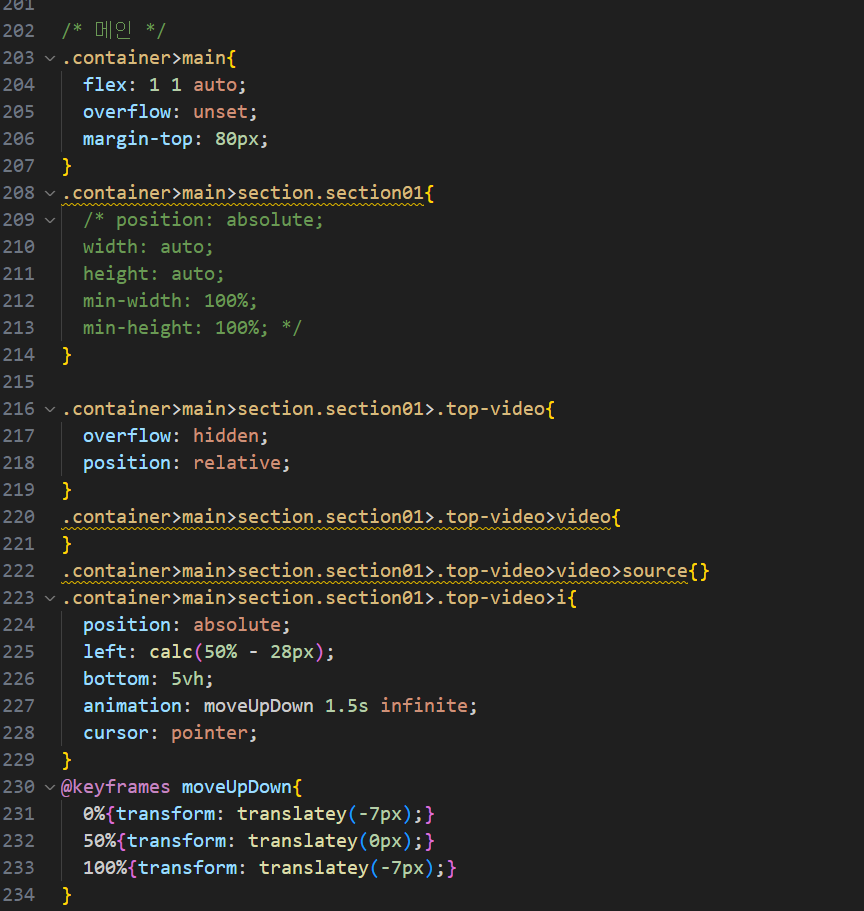 201
202 /* 메인 */
203 .container>main{
204 flex: 1 1 auto;
205 overflow: unset;
206 margin-top: 80px;
207 }
208 .container>main>section.section01{
209 /* position: absolute;
210 width: auto;
211 height: auto;
212 min-width: 100%;
213 min-height: 100%; */
214 }
215
216 .container>main>section.section01>.top-video{
217 overflow: hidden;
218 position: relative;
219 }
220 .container>main>section.section01>.top-video>video{
221 }
222 .container>main>section.section01>.top-video>video>source{}
223 .container>main>section.section01>.top-video>i{
224 position: absolute;
225 left: calc(50% - 28px);
226 bottom: 5vh;
227 animation: moveUpDown 1.5s infinite;
228 cursor: pointer;
229 }
230 @keyframes moveUpDown{
231 0%{transform: translatey(-7px);}
232 50%{transform: translatey(0px);}
233 100%{transform: translatey(-7px);}
234 }